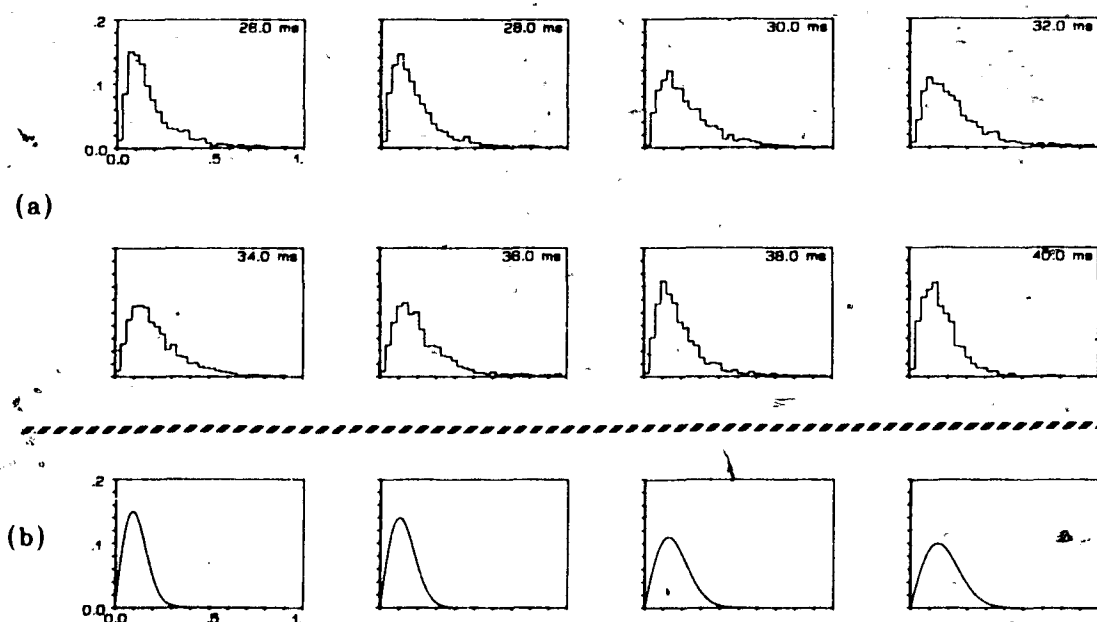 .2
26.0 ms
28.0 ms
30.0 ms
32.0 ms
.1
0.0
0.0 .5 1.
(a)
34.0 ms
36.0 ms
38.0 ms
40.0 ms
.2
(b)
.1
0.0
0.0 .5 1